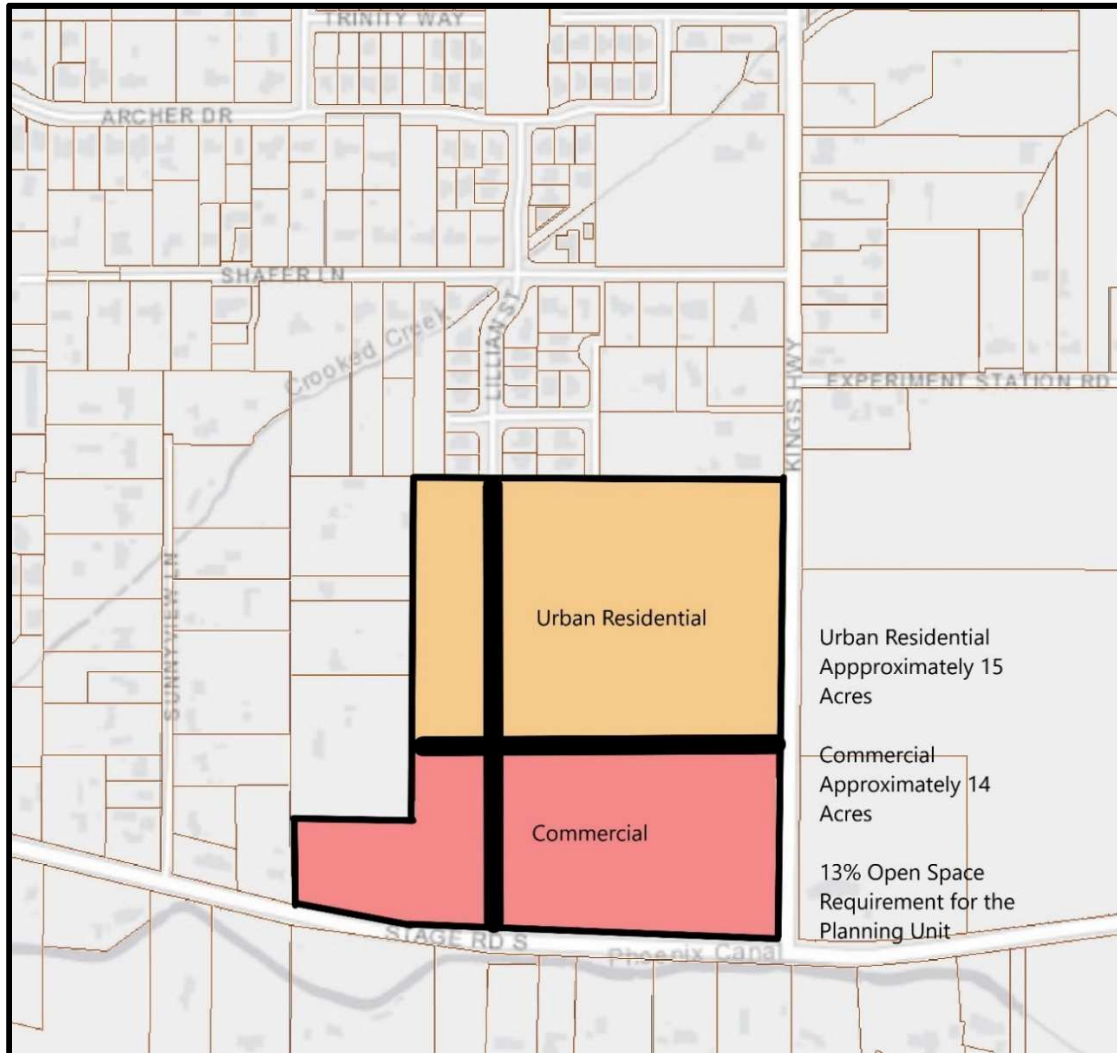 TRINITY WAY
ARCHER DR
SHAFER LN
Crooked Creek
LILLIAN ST
KINGS HWY
EXPERIMENT STATION RD
SUNNYVIEW LN
Urban Residential
Commercial
Urban Residential
Appproximately 15
Acres
Commercial
Approximately 14
Acres
13% Open Space
Requirement for the
Planning Unit
STAGE RD S
Phoenix Canal